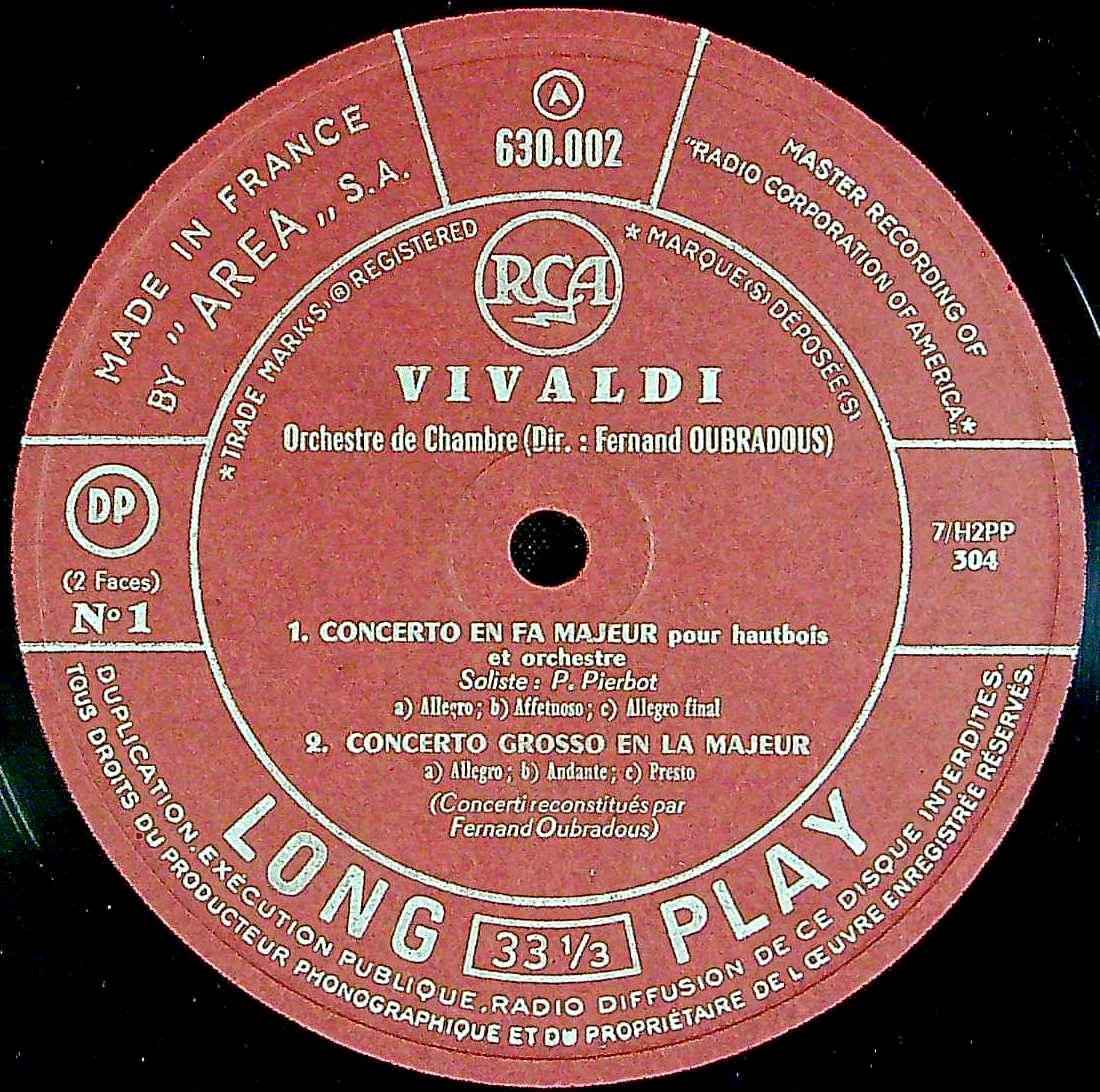 A
630.002
MADE IN FRANCE
BY " AREA „ S.A.
MASTER RECORDING OF
"RADIO CORPORATION OF AMERICA".
*TRADE MARK(S) ® REGISTERED
* MARQUE(S) DÉPOSÉE(S) *
RCA
VIVALDI
Orchestre de Chambre (Dir. : Fernand OUBRADOUS)
DP
(2 Faces)
No 1
7/H2PP
304
1. CONCERTO EN FA MAJEUR pour hautbois
et orchestre
Soliste : P. Pierbot
a) Allegro ; b) Affetnoso ; c) Allegro final
2. CONCERTO GROSSO EN LA MAJEUR
a) Allegro ; b) Andante ; c) Presto
(Concerti reconstitués par
Fernand Oubradous)
LONG 33 1/3 PLAY
DUPLICATION, EXÉCUTION PUBLIQUE, RADIO DIFFUSION DE CE DISQUE INTERDITES.
TOUS DROITS DU PRODUCTEUR PHONOGRAPHIQUE ET DU PROPRIÉTAIRE DE L'ŒUVRE ENREGISTRÉE RÉSERVÉS.